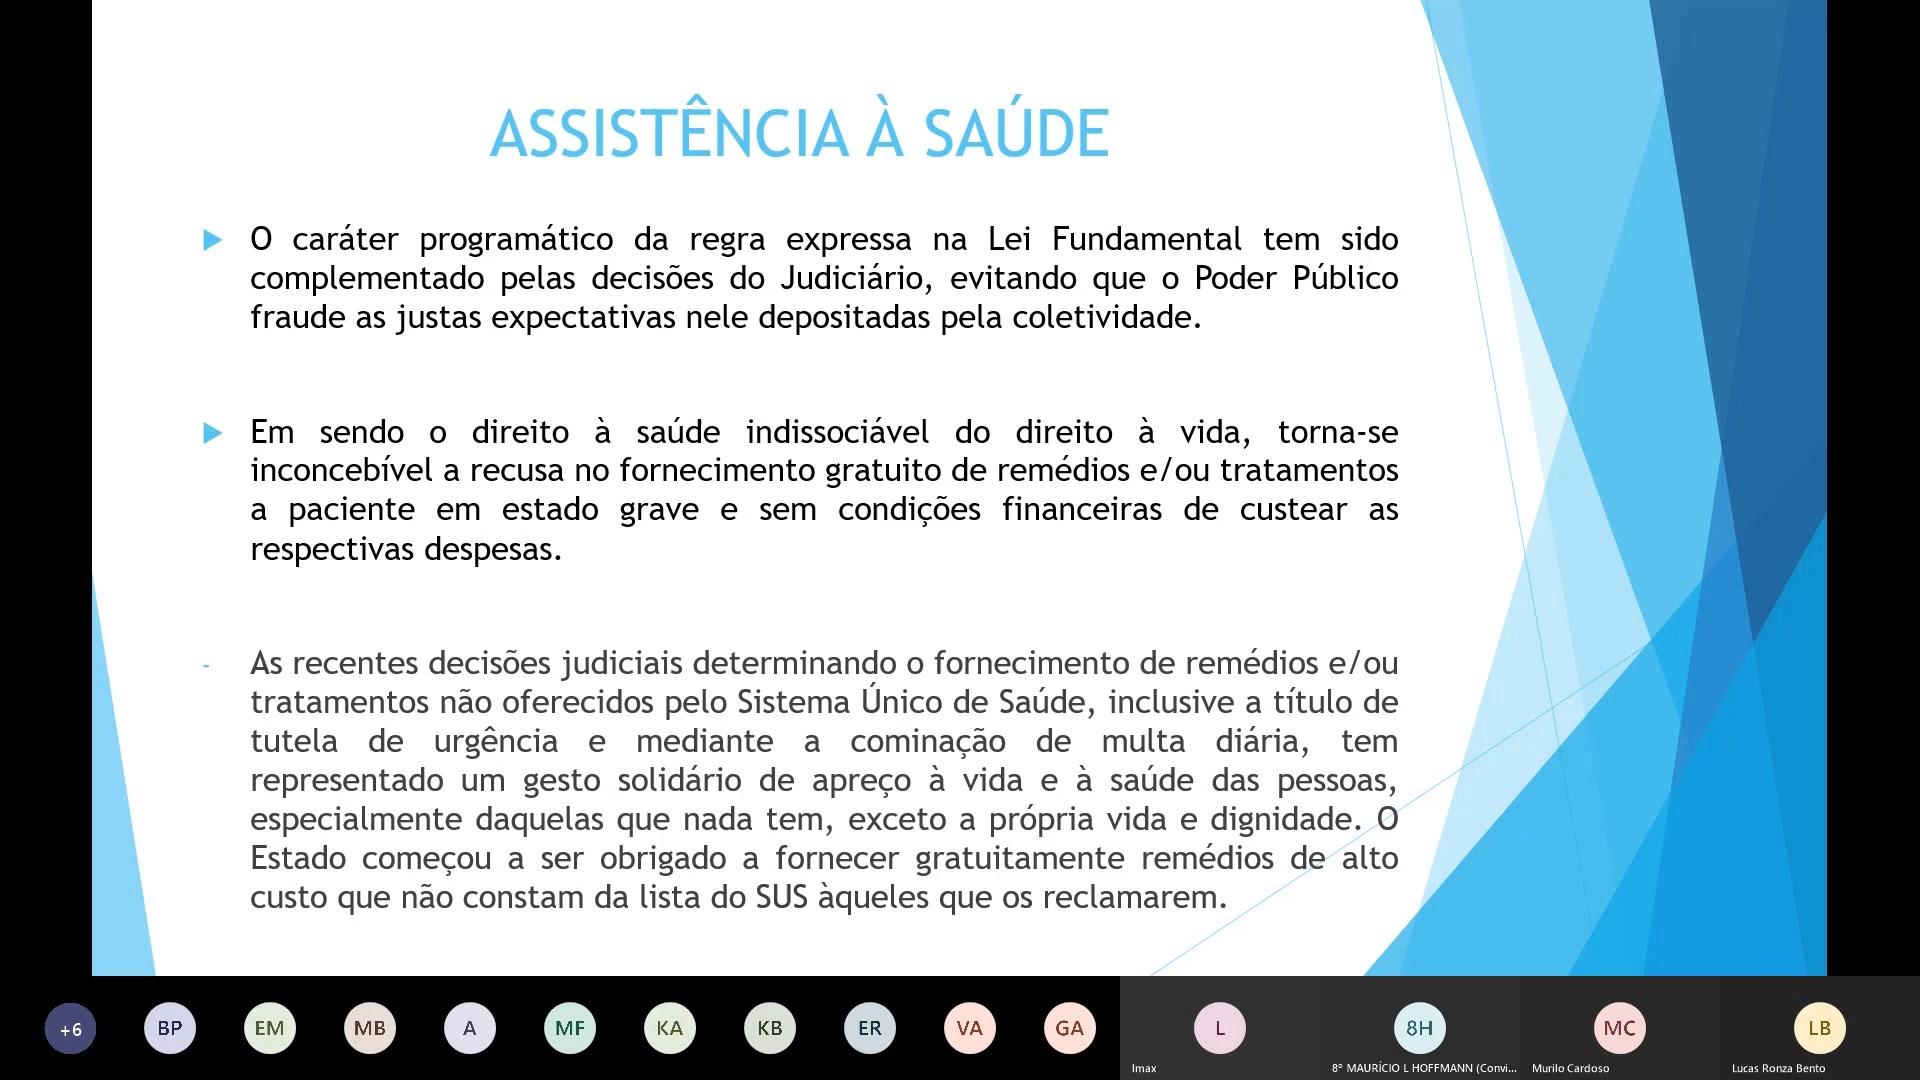 ASSISTÊNCIA À SAÚDE
O caráter programático da regra expressa na Lei Fundamental tem sido
complementado pelas decisões do Judiciário, evitando que o Poder Público
fraude as justas expectativas nele depositadas pela coletividade.
Em sendo o direito à saúde indissociável do direito à vida, torna-se
inconcebível a recusa no fornecimento gratuito de remédios e/ou tratamentos
a paciente em estado grave e sem condições financeiras de custear as
respectivas despesas.
- As recentes decisões judiciais determinando o fornecimento de remédios e/ou
tratamentos não oferecidos pelo Sistema Único de Saúde, inclusive a título de
tutela de urgência e mediante a cominação de multa diária, tem
representado um gesto solidário de apreço à vida e à saúde das pessoas,
especialmente daquelas que nada tem, exceto a própria vida e dignidade. O
Estado começou a ser obrigado a fornecer gratuitamente remédios de alto
custo que não constam da lista do SUS àqueles que os reclamarem.
+6 BP EM MB A MF KA KB ER VA GA L 8H MC LB
lmax 8º MAURÍCIO L HOFFMANN (Convi... Murilo Cardoso Lucas Ronza Bento